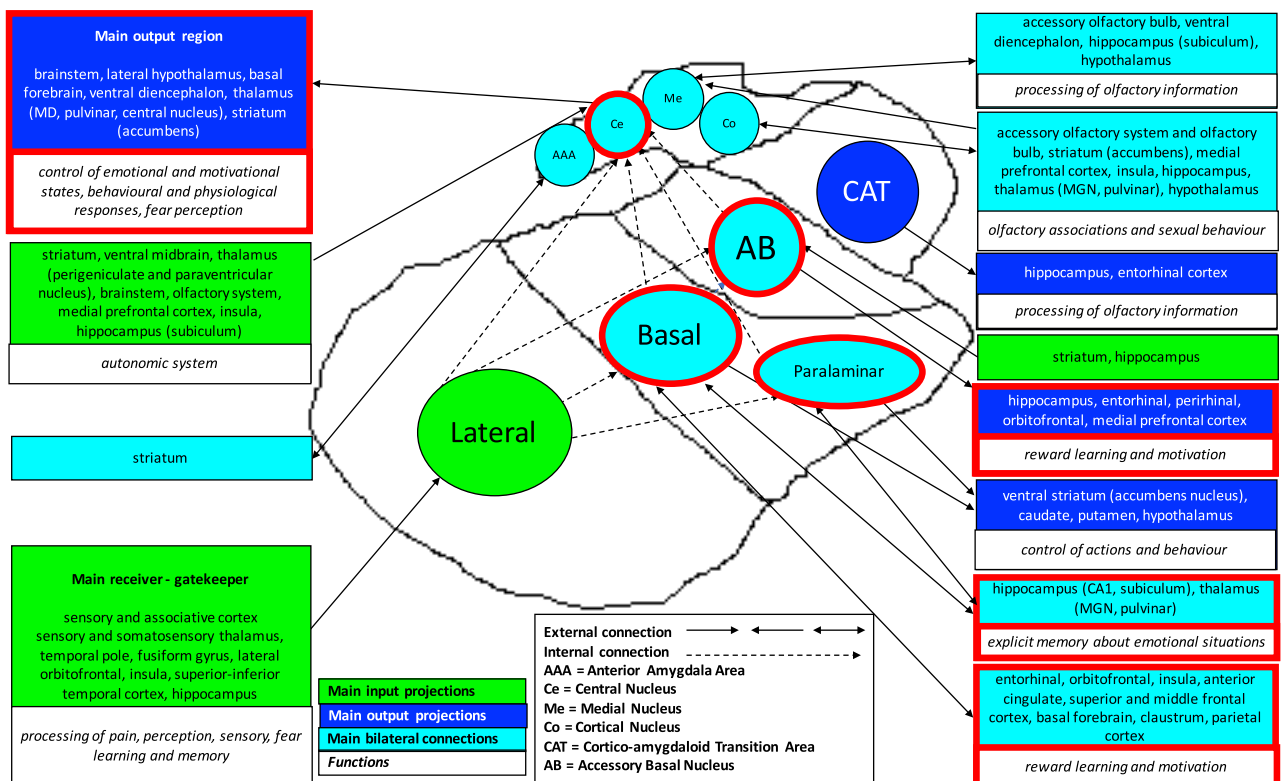 Main output region
brainstem, lateral hypothalamus, basal
forebrain, ventral diencephalon, thalamus
(MD, pulvinar, central nucleus), striatum
(accumbens)
control of emotional and motivational
states, behavioural and physiological
responses, fear perception
striatum, ventral midbrain, thalamus
(perigeniculate and paraventricular
nucleus), brainstem, olfactory system,
medial prefrontal cortex, insula,
hippocampus (subiculum)
autonomic system
striatum
Main receiver - gatekeeper
sensory and associative cortex
sensory and somatosensory thalamus,
temporal pole, fusiform gyrus, lateral
orbitofrontal, insula, superior-inferior
temporal cortex, hippocampus
processing of pain, perception, sensory, fear
learning and memory
AAA
Ce
Me
Co
CAT
AB
Basal
Paralaminar
Lateral
Main input projections
Main output projections
Main bilateral connections
Functions
External connection
Internal connection
AAA = Anterior Amygdala Area
Ce = Central Nucleus
Me = Medial Nucleus
Co = Cortical Nucleus
CAT = Cortico-amygdaloid Transition Area
AB = Accessory Basal Nucleus
accessory olfactory bulb, ventral
diencephalon, hippocampus (subiculum),
hypothalamus
processing of olfactory information
accessory olfactory system and olfactory
bulb, striatum (accumbens), medial
prefrontal cortex, insula, hippocampus,
thalamus (MGN, pulvinar), hypothalamus
olfactory associations and sexual behaviour
hippocampus, entorhinal cortex
processing of olfactory information
striatum, hippocampus
hippocampus, entorhinal, perirhinal,
orbitofrontal, medial prefrontal cortex
reward learning and motivation
ventral striatum (accumbens nucleus),
caudate, putamen, hypothalamus
control of actions and behaviour
hippocampus (CA1, subiculum), thalamus
(MGN, pulvinar)
explicit memory about emotional situations
entorhinal, orbitofrontal, insula, anterior
cingulate, superior and middle frontal
cortex, basal forebrain, claustrum, parietal
cortex
reward learning and motivation